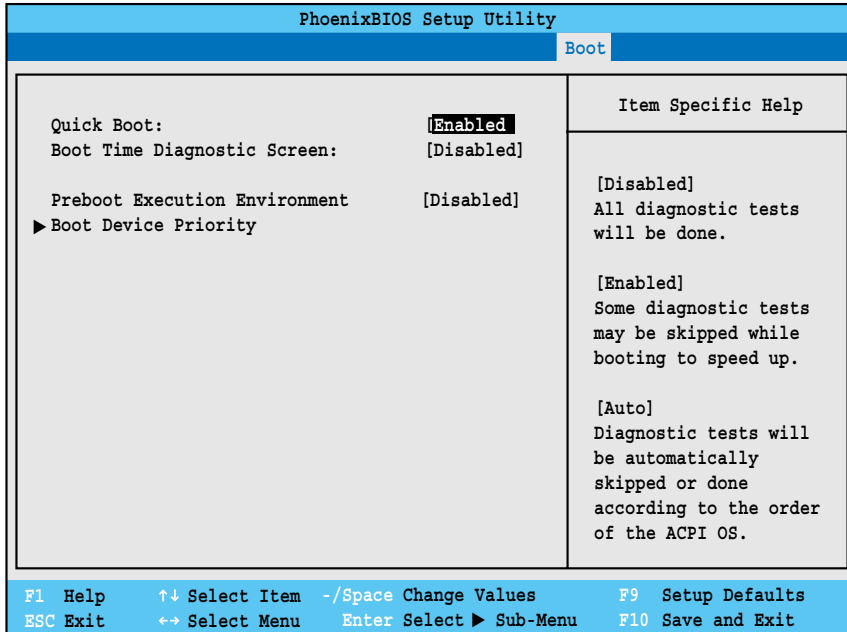 PhoenixBIOS Setup Utility
Boot
Quick Boot: [Enabled
Boot Time Diagnostic Screen: [Disabled]
Preboot Execution Environment [Disabled]
▶ Boot Device Priority
Item Specific Help
[Disabled]
All diagnostic tests
will be done.
[Enabled]
Some diagnostic tests
may be skipped while
booting to speed up.
[Auto]
Diagnostic tests will
be automatically
skipped or done
according to the order
of the ACPI OS.
F1 Help ↑↓ Select Item -/Space Change Values F9 Setup Defaults
ESC Exit ←→ Select Menu Enter Select ▶ Sub-Menu F10 Save and Exit